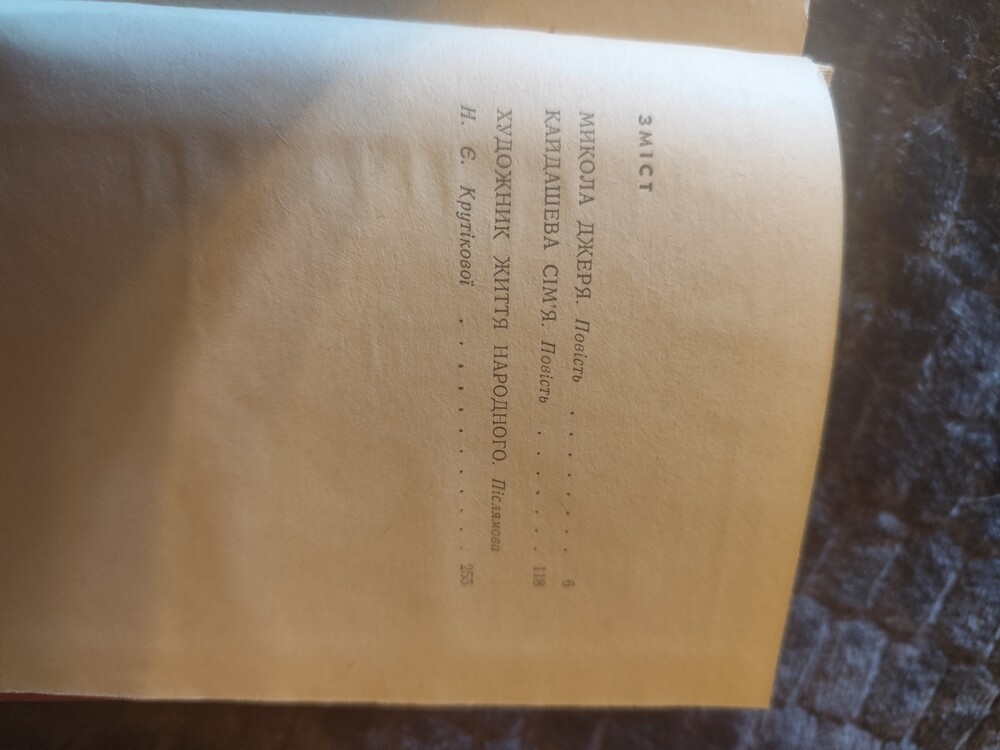 ЗМІСТ
МИКОЛА ДЖЕРЯ. Повість . . . . . . . 6
КАЙДАШЕВА СІМ'Я. Повість . . . . . . 118
ХУДОЖНИК ЖИТТЯ НАРОДНОГО. Післямова
Н. Є. Крутікової . . . . . . . . . . . 255